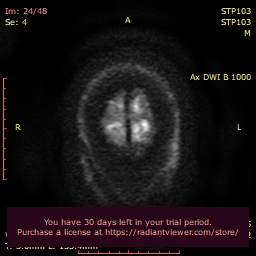 Im: 24/48
Se: 4
STP103
STP103
M
A
Ax DWI B 1000
R
L
You have 30 days left in your trial period.
Purchase a license at https://radiantviewer.com/store/